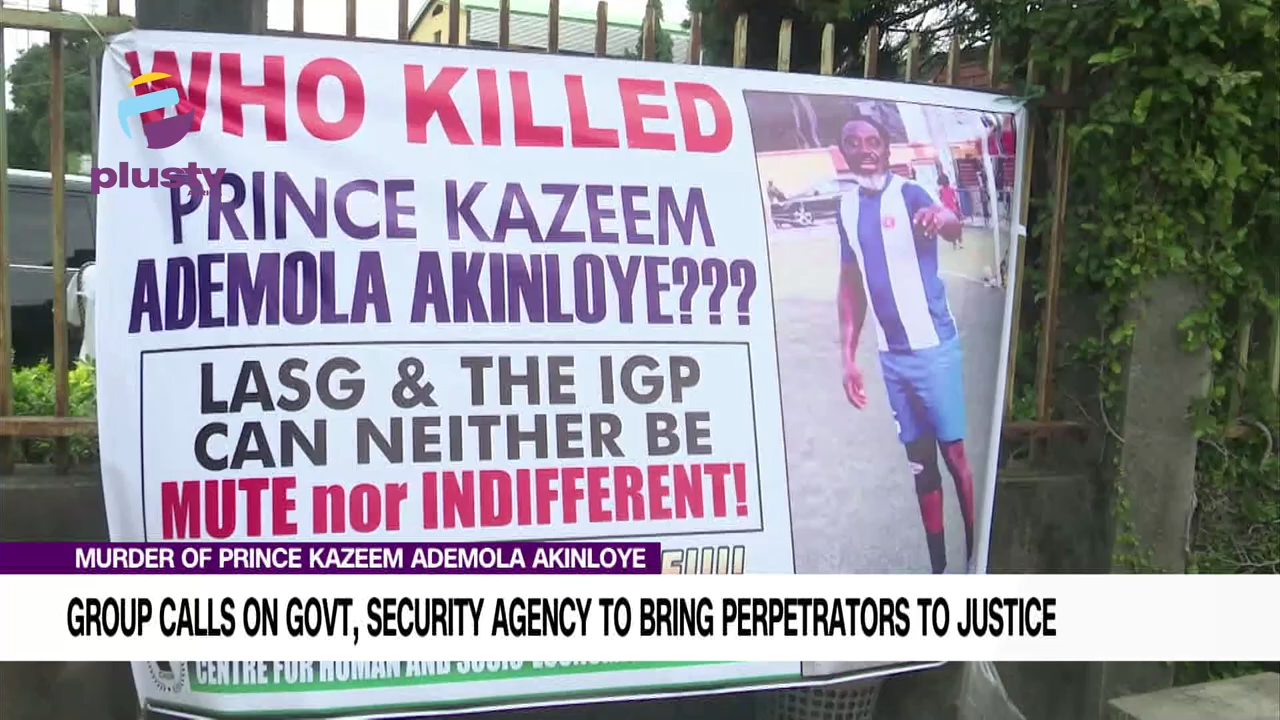 WHO KILLED
plustv
PRINCE KAZEEM
ADEMOLA AKINLOYE???
LASG & THE IGP
CAN NEITHER BE
MUTE nor INDIFFERENT!
MURDER OF PRINCE KAZEEM ADEMOLA AKINLOYE
GROUP CALLS ON GOVT, SECURITY AGENCY TO BRING PERPETRATORS TO JUSTICE
CENTRE FOR HUMAN AND SOCIO-ECONOMIC